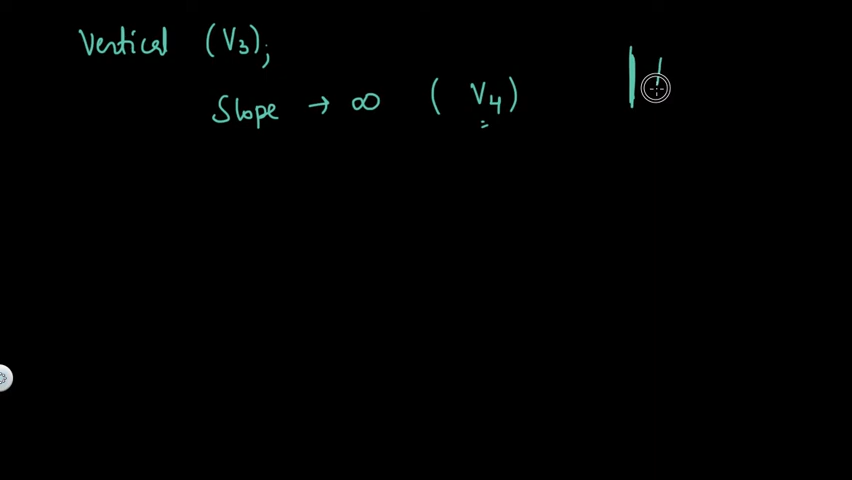 Vertical (V3);
Slope → ∞ (V4)